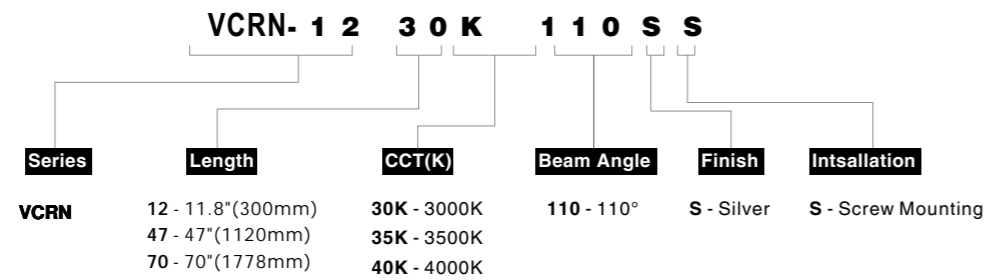 VCRN- 1 2 3 0 K 1 1 0 S S
Series Length CCT(K) Beam Angle Finish Intsallation
VCRN 12 - 11.8"(300mm) 30K - 3000K 110 - 110° S - Silver S - Screw Mounting
47 - 47"(1120mm) 35K - 3500K
70 - 70"(1778mm) 40K - 4000K